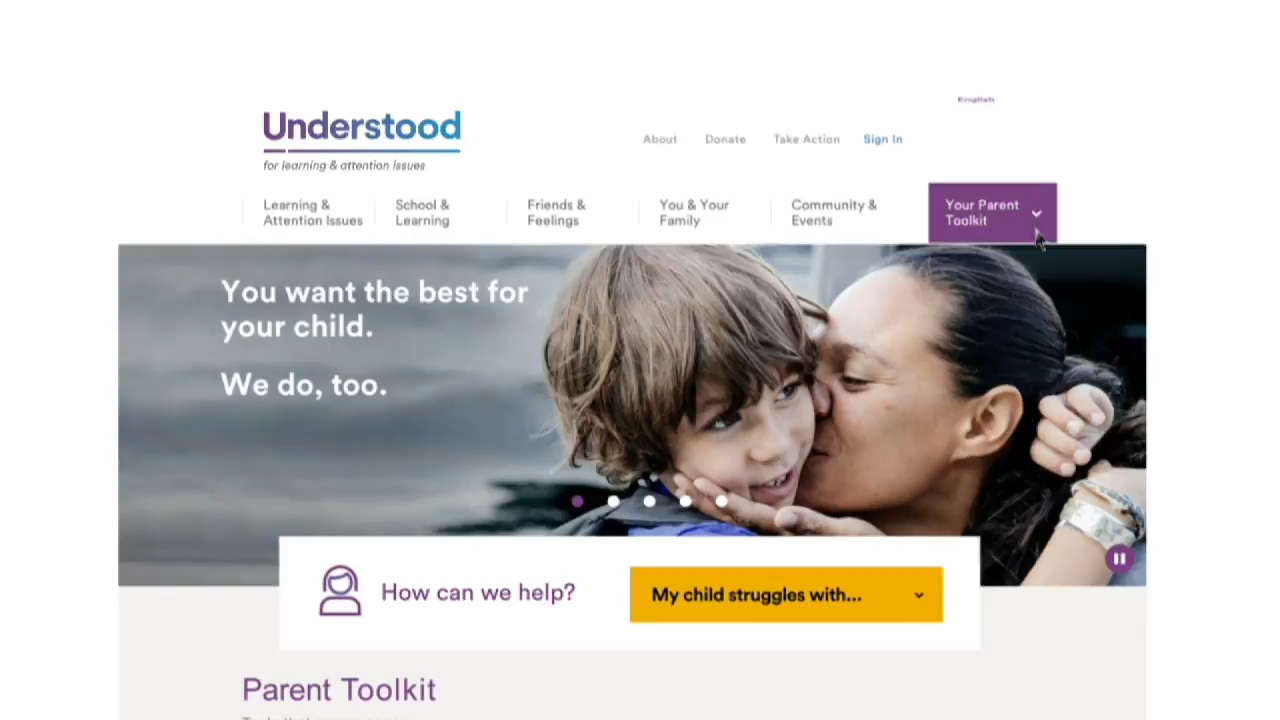 English
Understood
for learning & attention issues
About Donate Take Action Sign In
Learning &
Attention Issues
School &
Learning
Friends &
Feelings
You & Your
Family
Community &
Events
Your Parent
Toolkit
You want the best for
your child.
We do, too.
How can we help?
My child struggles with...
Parent Toolkit